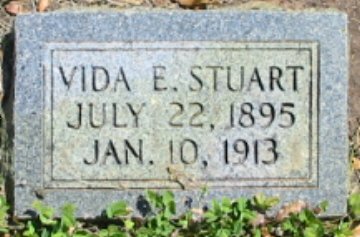 VIDA E. STUART
JULY 22, 1895
JAN. 10, 1913